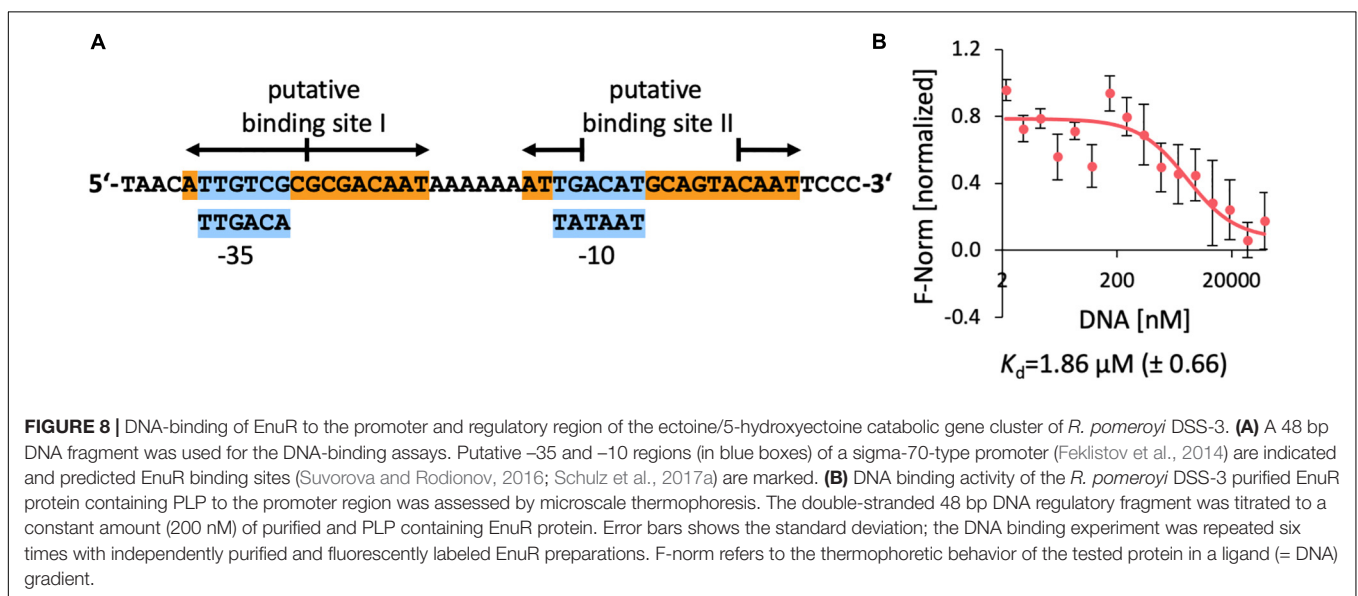 A
B
putative
binding site I
putative
binding site II
5‘-TAACATTGTCGCGCGACAATAAAAAAATTGACATGCAGTACAATTCCC-3‘
TTGACA
TATAAT
-35
-10
F-Norm [normalized]
1.2
0.8
0.4
0.0
-0.4
2
200
20000
DNA [nM]
Kd=1.86 µM (± 0.66)
FIGURE 8 | DNA-binding of EnuR to the promoter and regulatory region of the ectoine/5-hydroxyectoine catabolic gene cluster of R. pomeroyi DSS-3. (A) A 48 bp
DNA fragment was used for the DNA-binding assays. Putative –35 and –10 regions (in blue boxes) of a sigma-70-type promoter (Feklistov et al., 2014) are indicated
and predicted EnuR binding sites (Suvorova and Rodionov, 2016; Schulz et al., 2017a) are marked. (B) DNA binding activity of the R. pomeroyi DSS-3 purified EnuR
protein containing PLP to the promoter region was assessed by microscale thermophoresis. The double-stranded 48 bp DNA regulatory fragment was titrated to a
constant amount (200 nM) of purified and PLP containing EnuR protein. Error bars shows the standard deviation; the DNA binding experiment was repeated six
times with independently purified and fluorescently labeled EnuR preparations. F-norm refers to the thermophoretic behavior of the tested protein in a ligand (= DNA)
gradient.